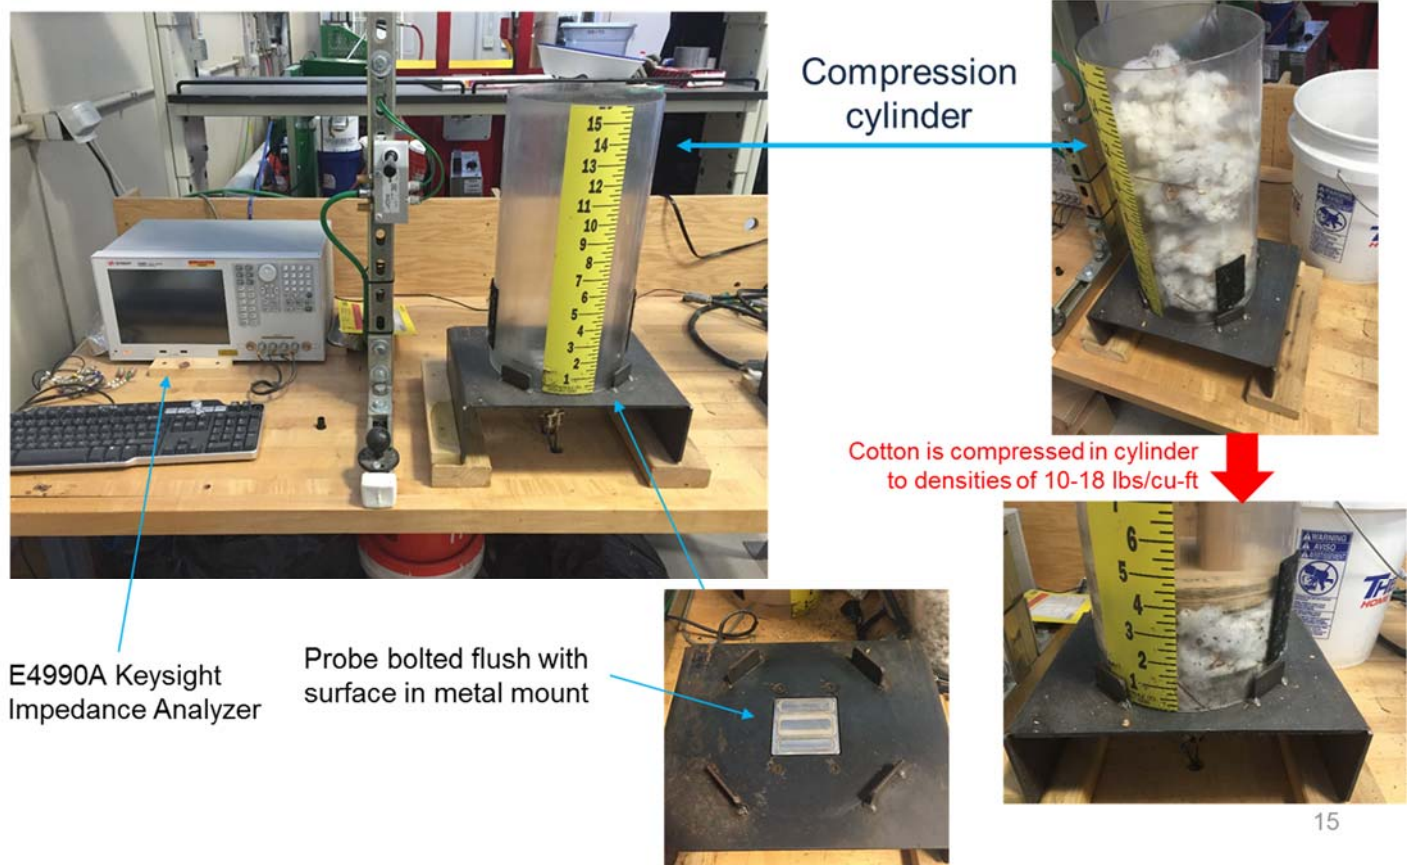 Compression
cylinder
15
14
13
12
11
10
9
8
7
6
5
4
3
2
1
Cotton is compressed in cylinder
to densities of 10-18 lbs/cu-ft
WARNING
AVISO
6
5
4
3
2
1
HOME
E4990A Keysight
Impedance Analyzer
Probe bolted flush with
surface in metal mount
15